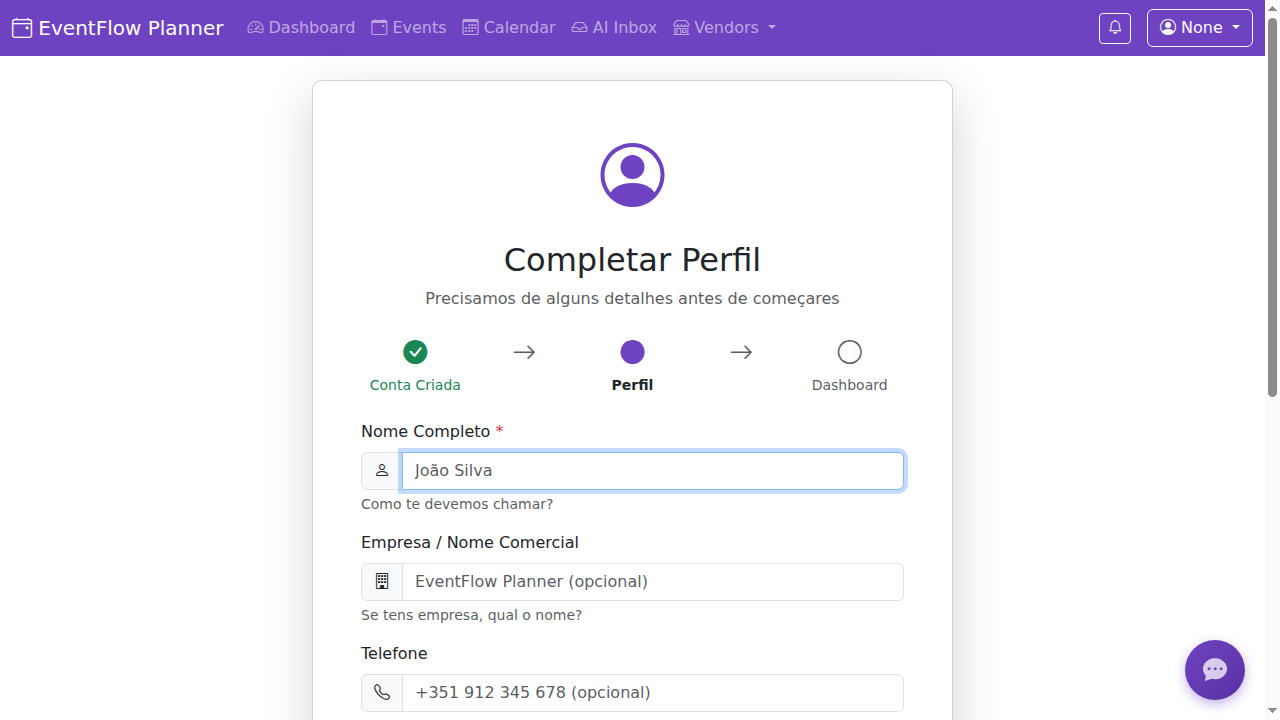 EventFlow Planner Dashboard Events Calendar AI Inbox Vendors None
Completar Perfil
Precisamos de alguns detalhes antes de começares
Conta Criada Perfil Dashboard
Nome Completo *
João Silva
Como te devemos chamar?
Empresa / Nome Comercial
EventFlow Planner (opcional)
Se tens empresa, qual o nome?
Telefone
+351 912 345 678 (opcional)